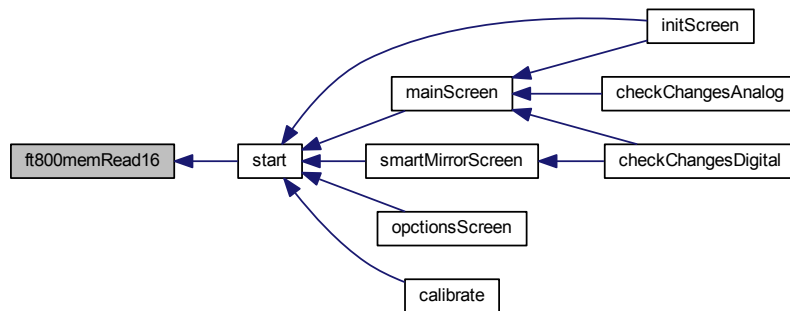 initScreen
mainScreen
checkChangesAnalog
ft800memRead16
start
smartMirrorScreen
checkChangesDigital
opctionsScreen
calibrate